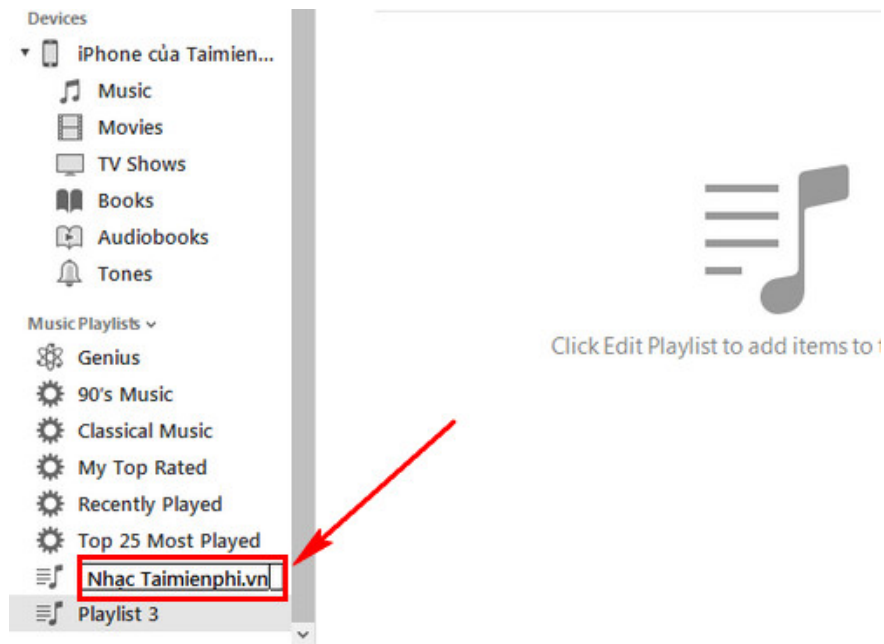 Devices
iPhone của Taimien...
Music
Movies
TV Shows
Books
Audiobooks
Tones
Music Playlists
Genius
90's Music
Classical Music
My Top Rated
Recently Played
Top 25 Most Played
Nhạc Taimienphi.vn
Playlist 3
Click Edit Playlist to add items to